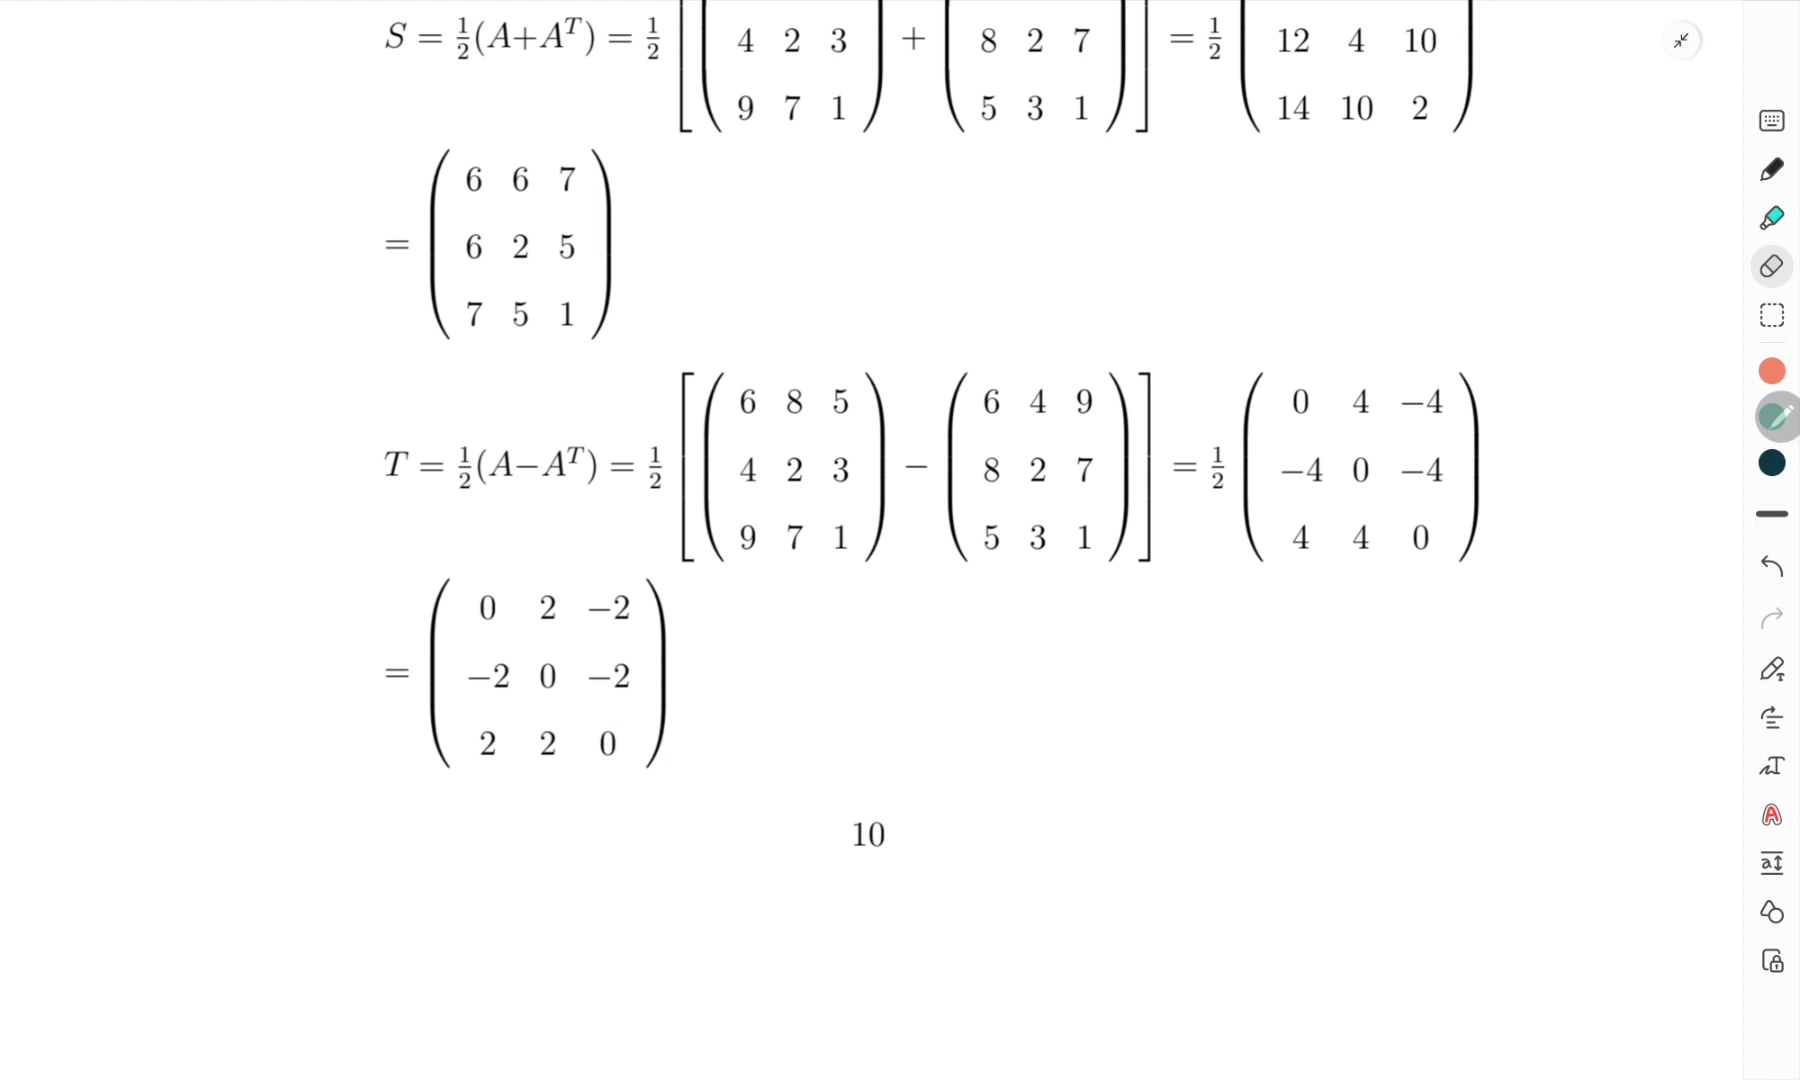 S = ½(A+Aᵀ) = ½ [( 4 2 3 ) + ( 8 2 7 )] = ½ ( 12 4 10 )
9 7 1 5 3 1 14 10 2
6 6 7
= 6 2 5
7 5 1
6 8 5 6 4 9 0 4 −4
T = ½(A−Aᵀ) = ½ [( 4 2 3 ) − ( 8 2 7 )] = ½ ( −4 0 −4 )
9 7 1 5 3 1 4 4 0
0 2 −2
= −2 0 −2
2 2 0
10